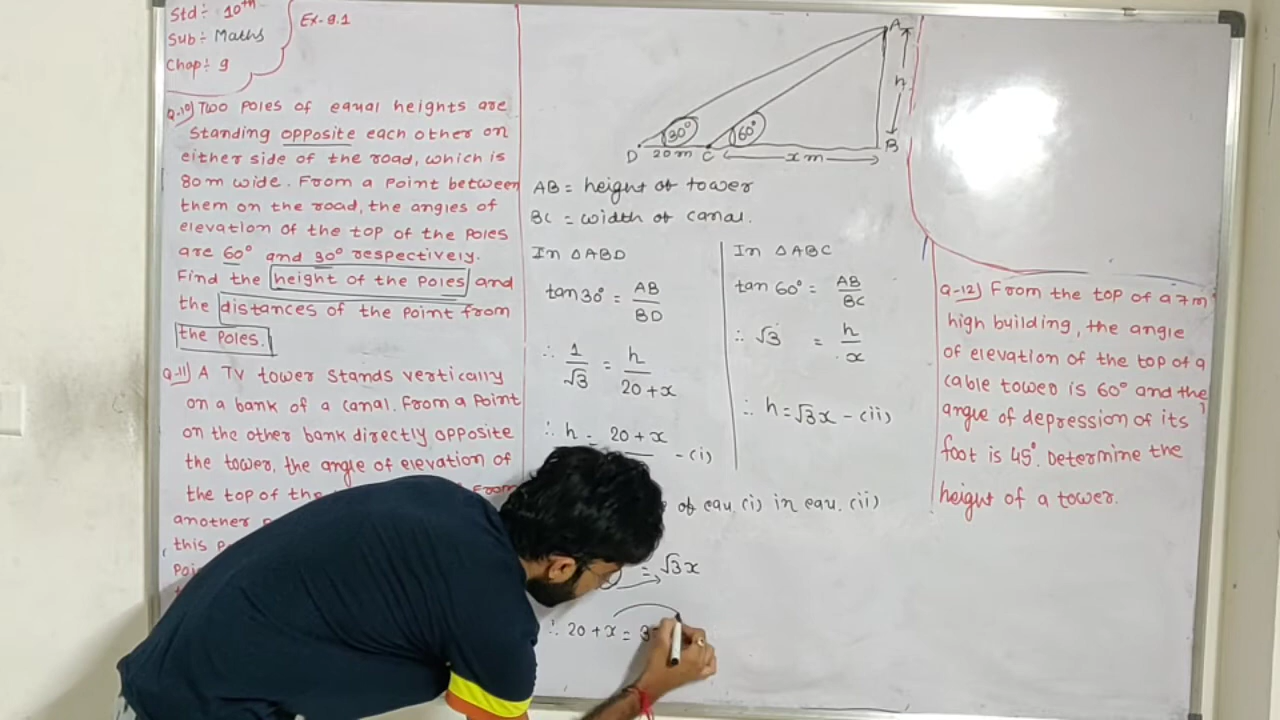 Std :- 10th
Sub :- Maths
Chap :- 9
Ex-9.1
Q-10) Two Poles of equal heights are
Standing opposite each other on
either side of the road, which is
80m wide. From a Point between
them on the road, the angles of
elevation of the top of the Poles
are 60° and 30° respectively.
Find the height of the Poles and
the distances of the Point from
the Poles.
Q-11) A TV tower Stands vertically
on a bank of a canal. From a Point
on the other bank directly opposite
the tower, the angle of elevation of
the top of the From
another
this
A
h
B
30°
60°
D 20 m C x m
AB = height of tower
BC = width of canal.
In △ABD
tan 30° = AB
BD
∴ 1 = h
√3 20 + x
∴ h = 20 + x
- (i)
In △ABC
tan 60° = AB
BC
∴ √3 = h
x
∴ h = √3x - (ii)
of equ. (i) in equ. (ii)
= √3x
∴ 20 + x = 3
Q-12) From the top of a 7m
high building, the angle
of elevation of the top of a
cable tower is 60° and the
angle of depression of its
foot is 45°. Determine the
height of a tower.